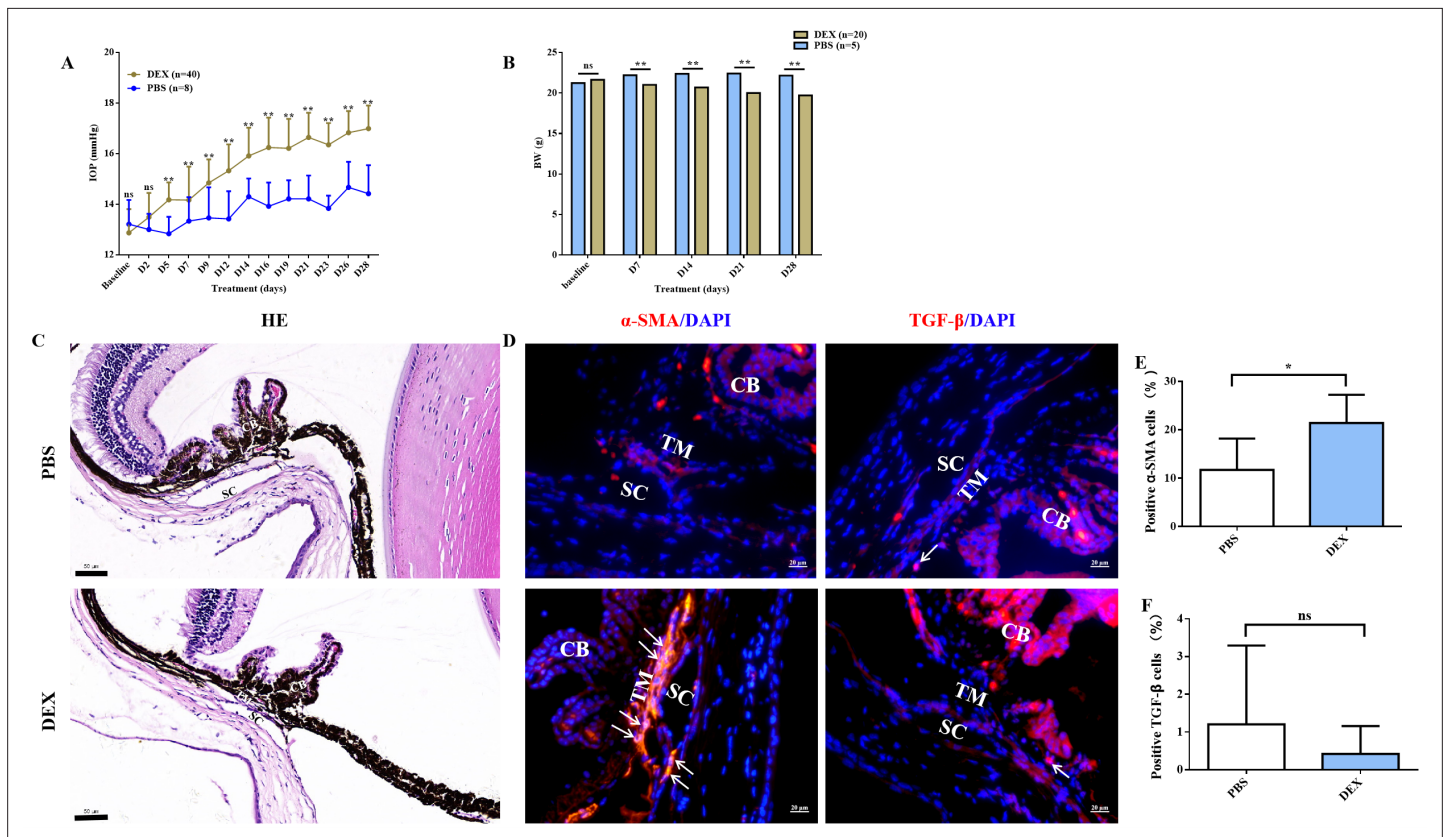 A
20
18
16
14
12
IOP (mmHg)
DEX (n=40)
PBS (n=8)
ns
ns
**
**
**
**
**
**
**
**
**
**
**
Baseline
D2
D5
D7
D9
D12
D14
D16
D19
D21
D23
D26
D28
Treatment (days)
B
DEX (n=20)
PBS (n=5)
25
20
15
10
5
0
BW (g)
ns
**
**
**
**
baseline
D7
D14
D21
D28
Treatment (days)
HE
α-SMA/DAPI
TGF-β/DAPI
C
PBS
CB
SC
50 μm
DEX
CB
SC
50 μm
D
CB
TM
SC
20 μm
SC
TM
CB
20 μm
CB
TM
SC
20 μm
CB
TM
SC
20 μm
E
Positive α-SMA cells （%）
30
20
10
0
*
PBS
DEX
F
Positive TGF-β cells （%）
4
3
2
1
0
ns
PBS
DEX